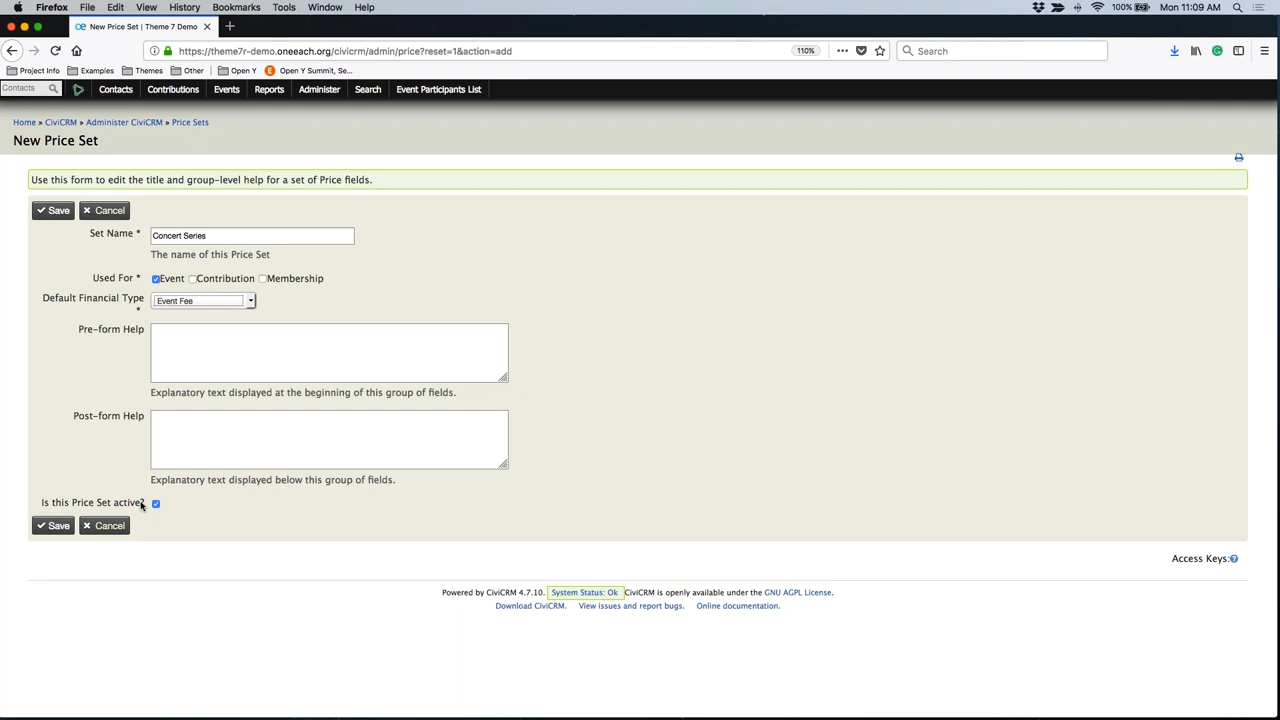 Firefox File Edit View History Bookmarks Tools Window Help 100% Mon 11:09 AM
New Price Set | Theme 7 Demo
https://theme7r-demo.oneeach.org/civicrm/admin/price?reset=1&action=add 110% Search
Project Info Examples Themes Other Open Y Open Y Summit, Se...
Contacts Contacts Contributions Events Reports Administer Search Event Participants List
Home » CiviCRM » Administer CiviCRM » Price Sets
New Price Set
Use this form to edit the title and group-level help for a set of Price fields.
Save Cancel
Set Name * Concert Series
The name of this Price Set
Used For * Event Contribution Membership
Default Financial Type Event Fee
*
Pre-form Help
Explanatory text displayed at the beginning of this group of fields.
Post-form Help
Explanatory text displayed below this group of fields.
Is this Price Set active?
Save Cancel
Access Keys:
Powered by CiviCRM 4.7.10. System Status: Ok CiviCRM is openly available under the GNU AGPL License.
Download CiviCRM. View issues and report bugs. Online documentation.